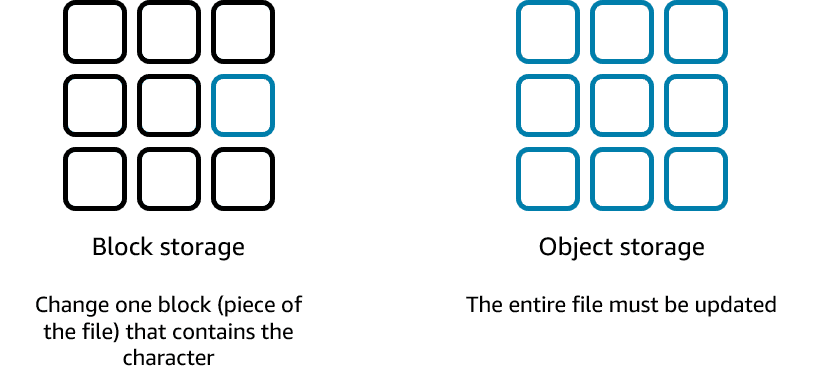 Block storage
Object storage
Change one block (piece of
the file) that contains the
character
The entire file must be updated